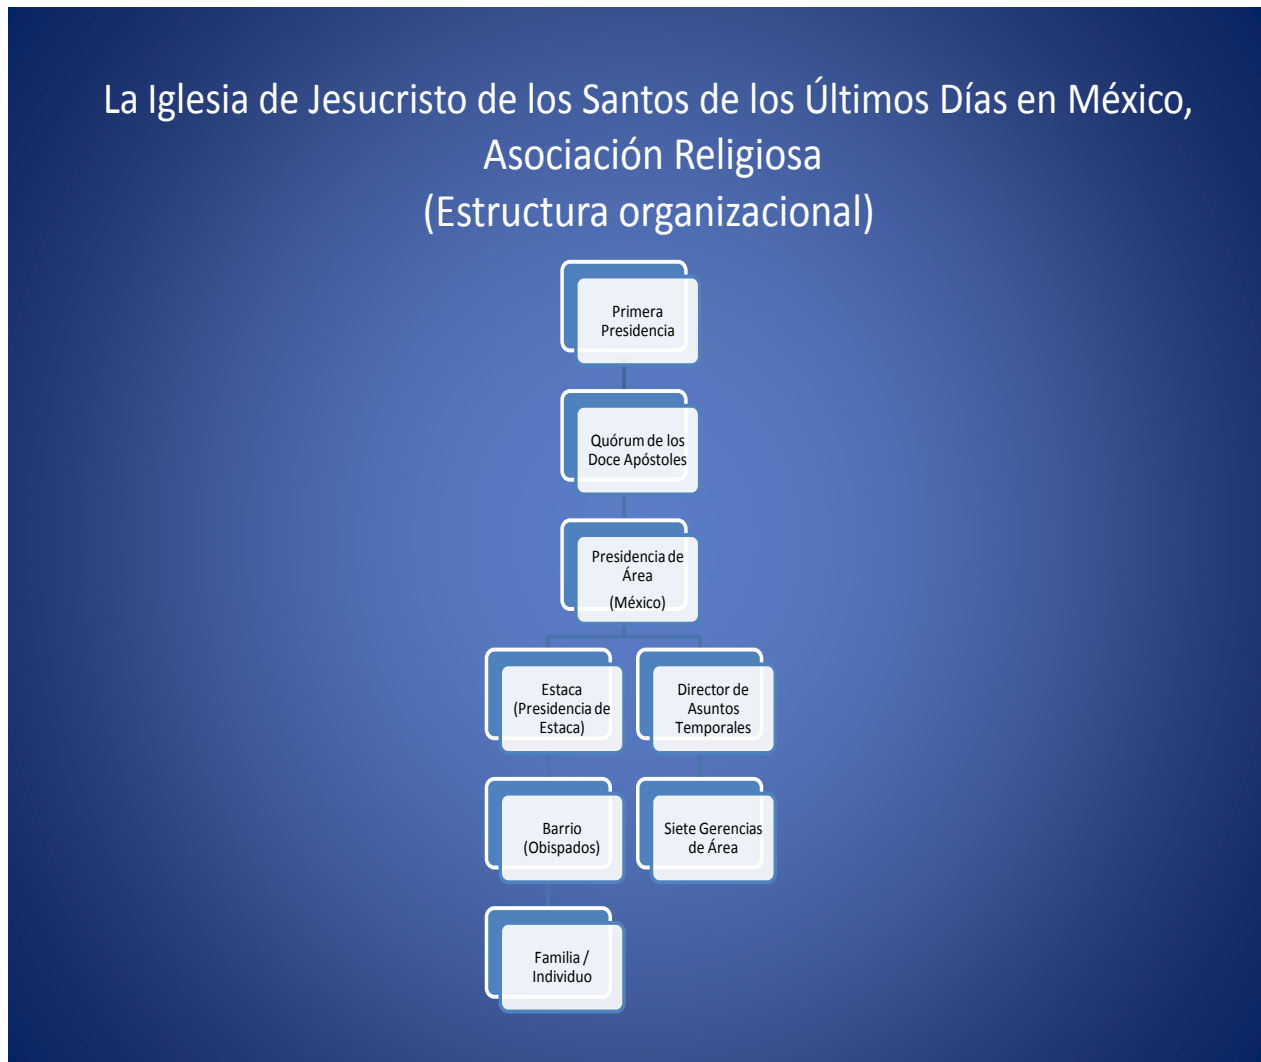 La Iglesia de Jesucristo de los Santos de los Últimos Días en México,
Asociación Religiosa
(Estructura organizacional)
Primera
Presidencia
Quórum de los
Doce Apóstoles
Presidencia de
Área
(México)
Estaca
(Presidencia de
Estaca)
Director de
Asuntos
Temporales
Barrio
(Obispados)
Siete Gerencias
de Área
Familia /
Individuo